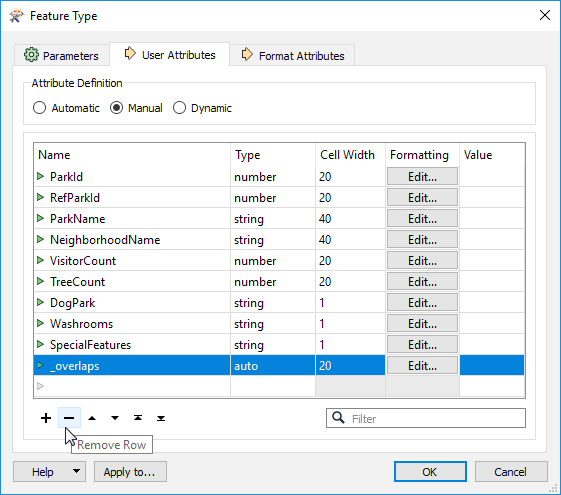 Feature Type
Parameters User Attributes Format Attributes
Attribute Definition
Automatic Manual Dynamic
Name Type Cell Width Formatting Value
ParkId number 20 Edit...
RefParkId number 20 Edit...
ParkName string 40 Edit...
NeighborhoodName string 40 Edit...
VisitorCount number 20 Edit...
TreeCount number 20 Edit...
DogPark string 1 Edit...
Washrooms string 1 Edit...
SpecialFeatures string 1 Edit...
_overlaps auto 20 Edit...
Filter
Remove Row
Help Apply to... OK Cancel